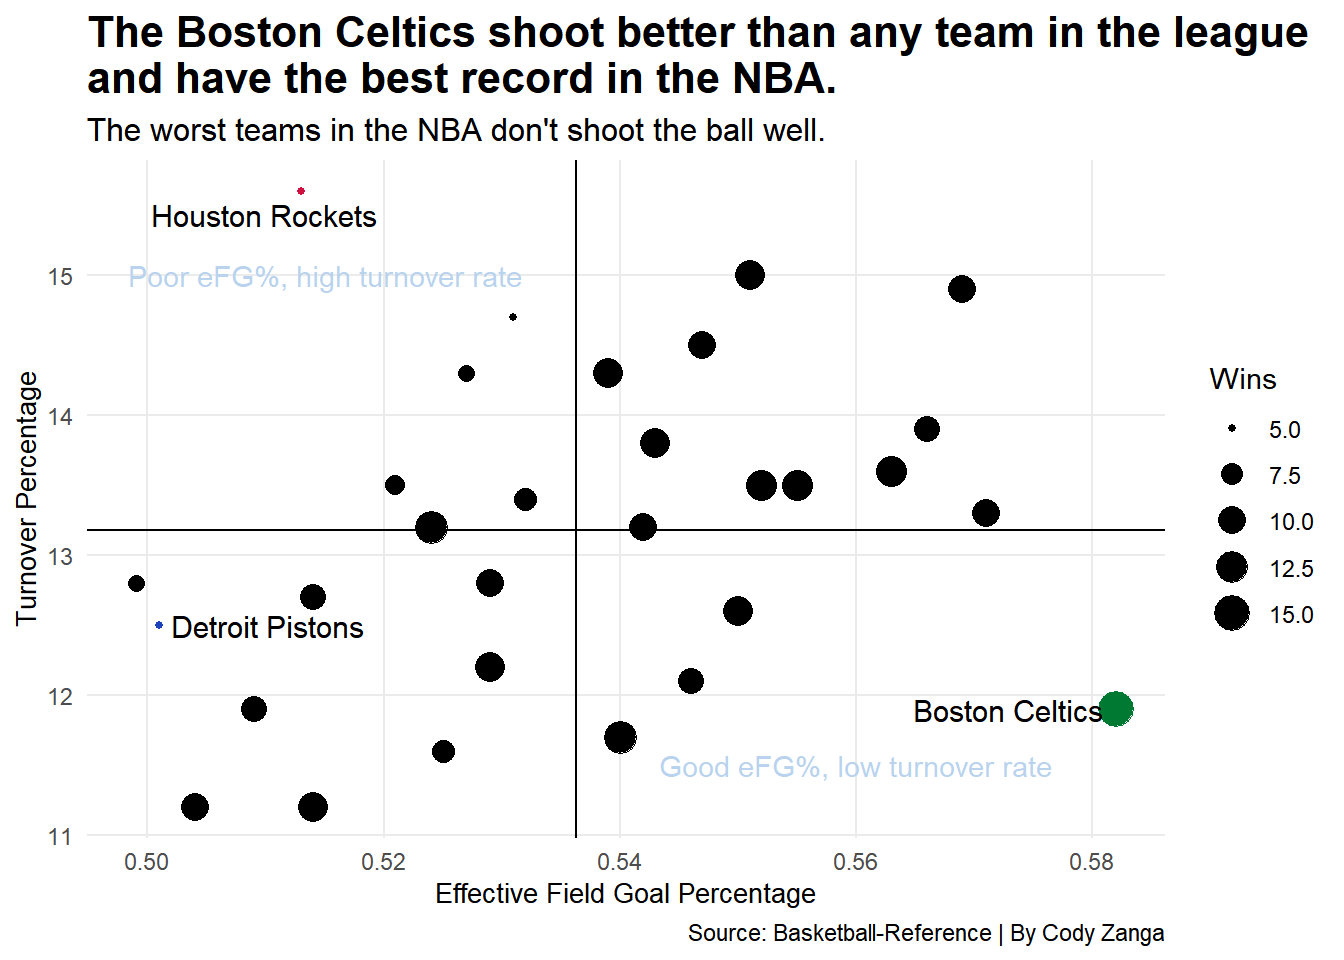 The Boston Celtics shoot better than any team in the league
and have the best record in the NBA.
The worst teams in the NBA don't shoot the ball well.
Houston Rockets
Poor eFG%, high turnover rate
15
14
13
12
11
Turnover Percentage
Detroit Pistons
Boston Celtics
Good eFG%, low turnover rate
Wins
5.0
7.5
10.0
12.5
15.0
0.50
0.52
0.54
0.56
0.58
Effective Field Goal Percentage
Source: Basketball-Reference | By Cody Zanga